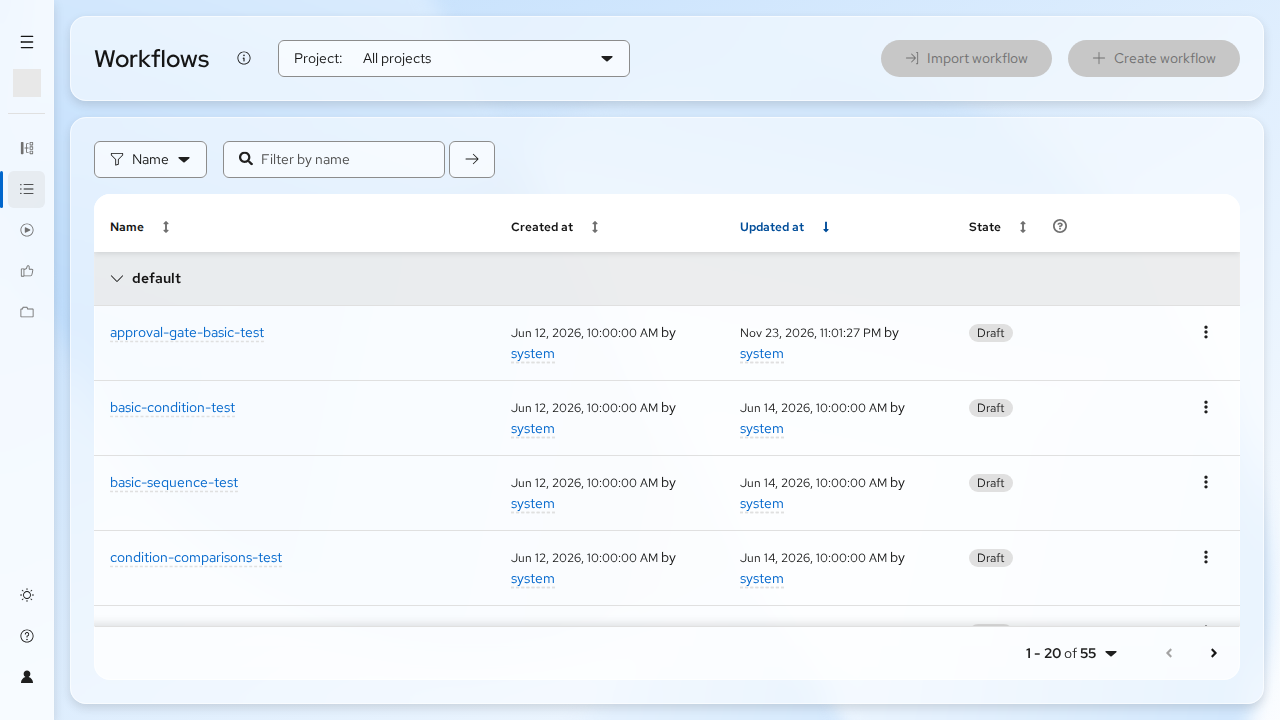 Workflows
Project: All projects
Import workflow
Create workflow
Name
Filter by name
Name
Created at
Updated at
State
default
approval-gate-basic-test
Jun 12, 2026, 10:00:00 AM by
system
Nov 23, 2026, 11:01:27 PM by
system
Draft
basic-condition-test
Jun 12, 2026, 10:00:00 AM by
system
Jun 14, 2026, 10:00:00 AM by
system
Draft
basic-sequence-test
Jun 12, 2026, 10:00:00 AM by
system
Jun 14, 2026, 10:00:00 AM by
system
Draft
condition-comparisons-test
Jun 12, 2026, 10:00:00 AM by
system
Jun 14, 2026, 10:00:00 AM by
system
Draft
1 - 20 of 55